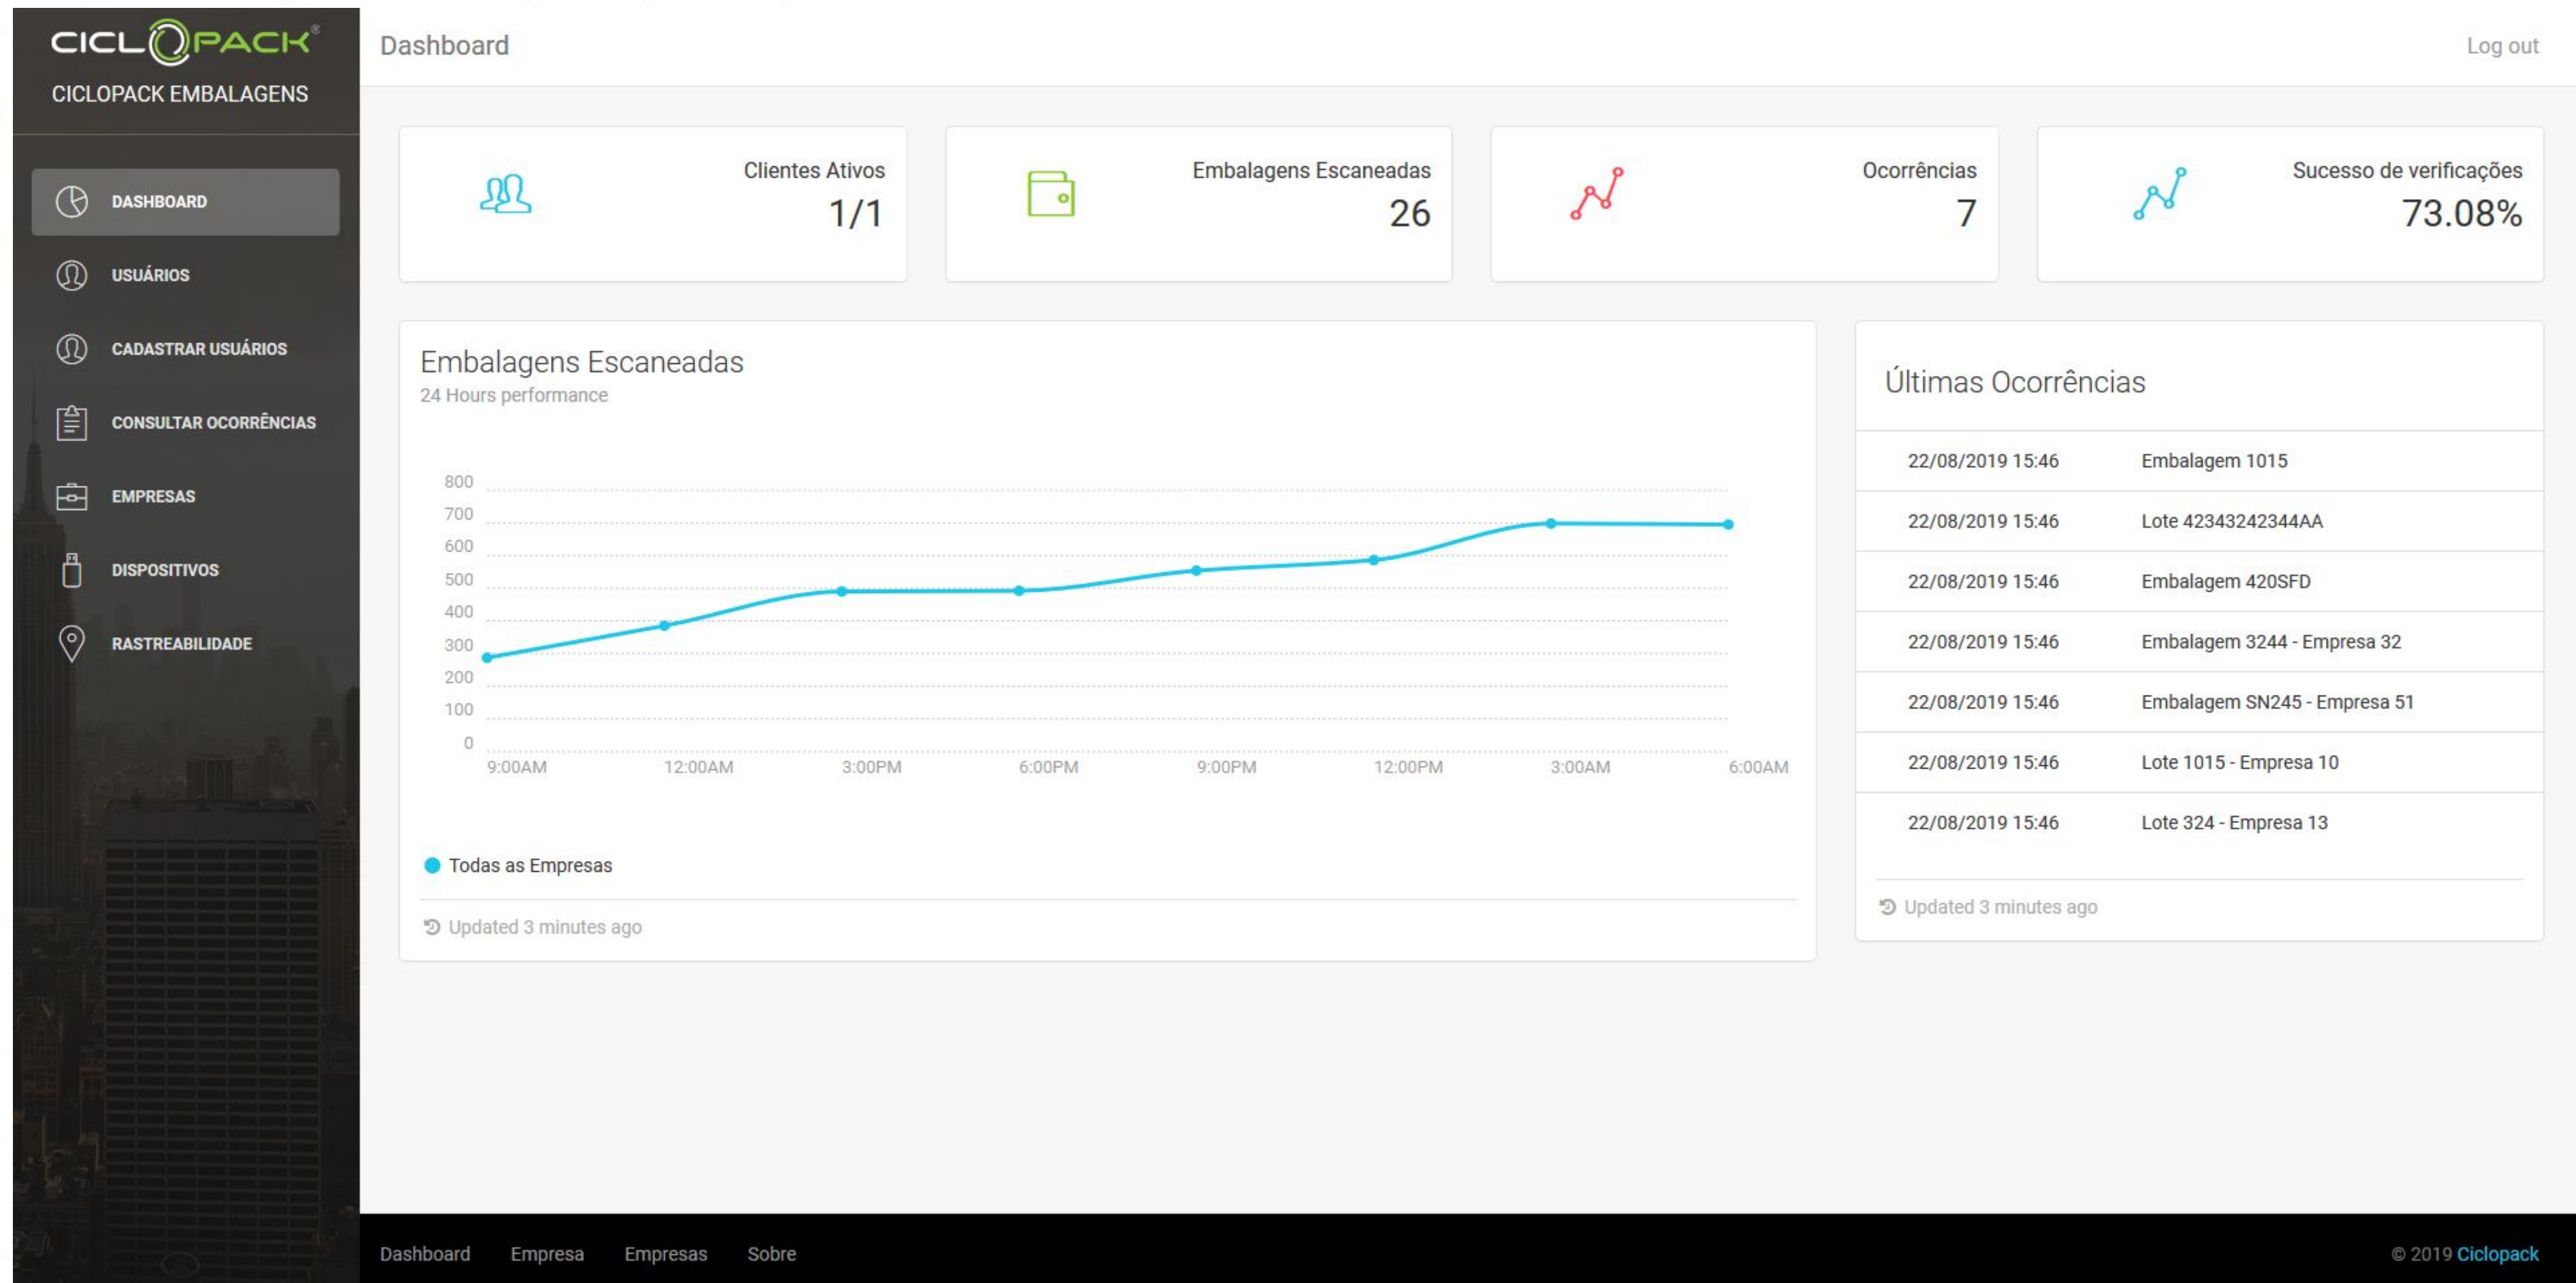 CICLOPACK®
CICLOPACK EMBALAGENS
DASHBOARD
USUÁRIOS
CADASTRAR USUÁRIOS
CONSULTAR OCORRÊNCIAS
EMPRESAS
DISPOSITIVOS
RASTREABILIDADE
Dashboard
Log out
Clientes Ativos
1/1
Embalagens Escaneadas
26
Ocorrências
7
Sucesso de verificações
73.08%
Embalagens Escaneadas
24 Hours performance
800
700
600
500
400
300
200
100
0
9:00AM 12:00AM 3:00PM 6:00PM 9:00PM 12:00PM 3:00AM 6:00AM
Todas as Empresas
Updated 3 minutes ago
Últimas Ocorrências
22/08/2019 15:46 Embalagem 1015
22/08/2019 15:46 Lote 42343242344AA
22/08/2019 15:46 Embalagem 420SFD
22/08/2019 15:46 Embalagem 3244 - Empresa 32
22/08/2019 15:46 Embalagem SN245 - Empresa 51
22/08/2019 15:46 Lote 1015 - Empresa 10
22/08/2019 15:46 Lote 324 - Empresa 13
Updated 3 minutes ago
Dashboard Empresa Empresas Sobre
© 2019 Ciclopack